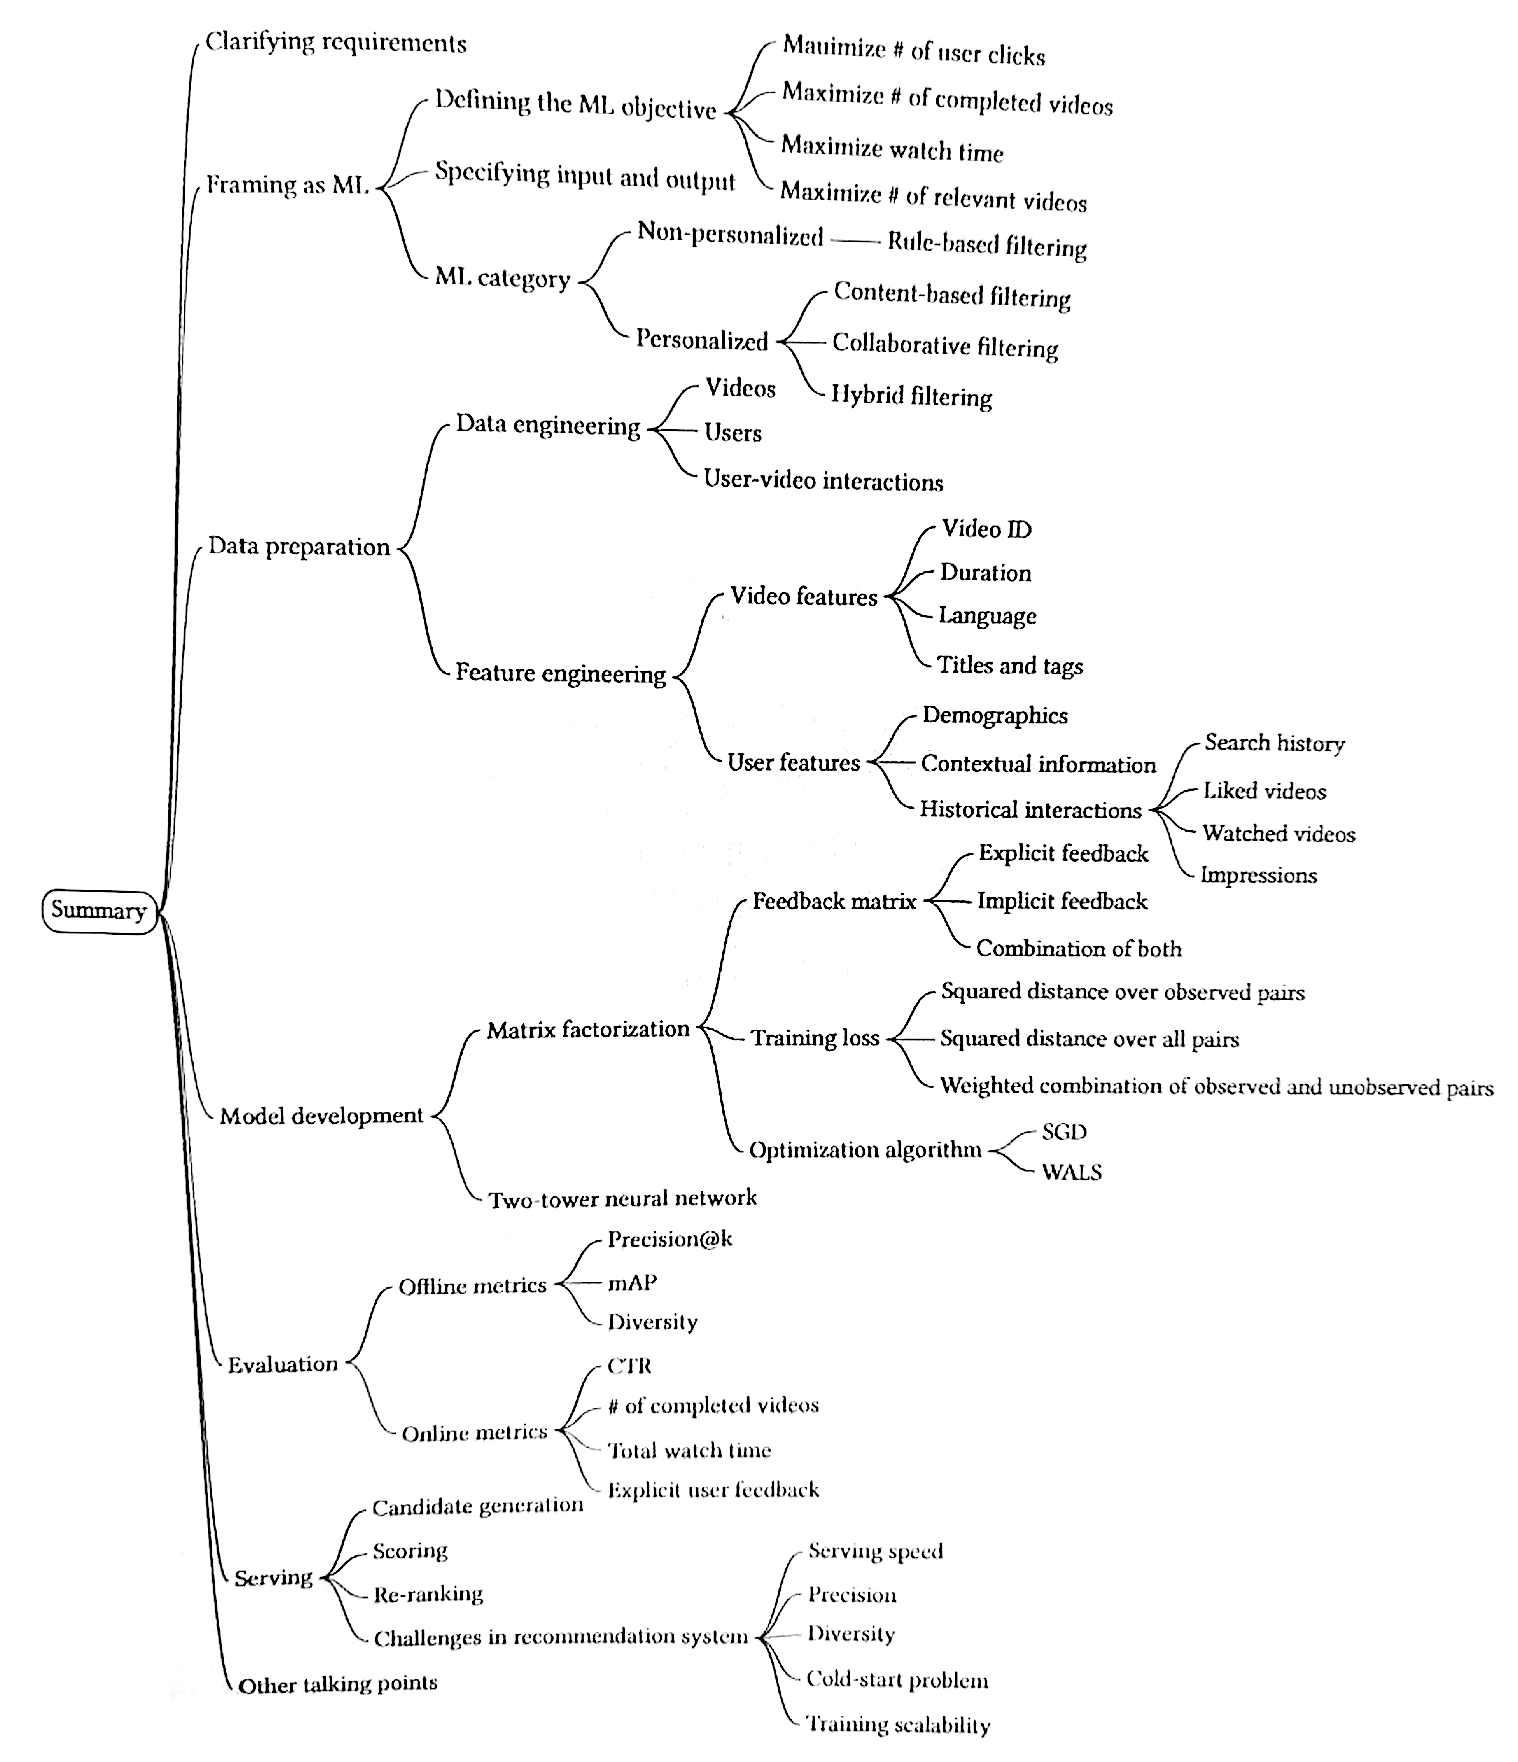 Clarifying requirements
Framing as ML
Defining the ML objective
Mauimize # of user clicks
Maximize # of completed videos
Maximize watch time
Maximize # of relevant videos
Specifying input and output
ML category
Non-personalized
Rule-based filtering
Personalized
Content-based filtering
Collaborative filtering
Hybrid filtering
Data preparation
Data engineering
Videos
Users
User-video interactions
Feature engineering
Video features
Video ID
Duration
Language
Titles and tags
User features
Demographics
Contextual information
Historical interactions
Search history
Liked videos
Watched videos
Impressions
Summary
Model development
Matrix factorization
Feedback matrix
Explicit feedback
Implicit feedback
Combination of both
Training loss
Squared distance over observed pairs
Squared distance over all pairs
Weighted combination of observed and unobserved pairs
Optimization algorithm
SGD
WALS
Two-tower neural network
Evaluation
Offline metrics
Precision@k
mAP
Diversity
Online metrics
CTR
# of completed videos
Total watch time
Explicit user feedback
Serving
Candidate generation
Scoring
Re-ranking
Challenges in recommendation system
Serving speed
Precision
Diversity
Cold-start problem
Training scalability
Other talking points